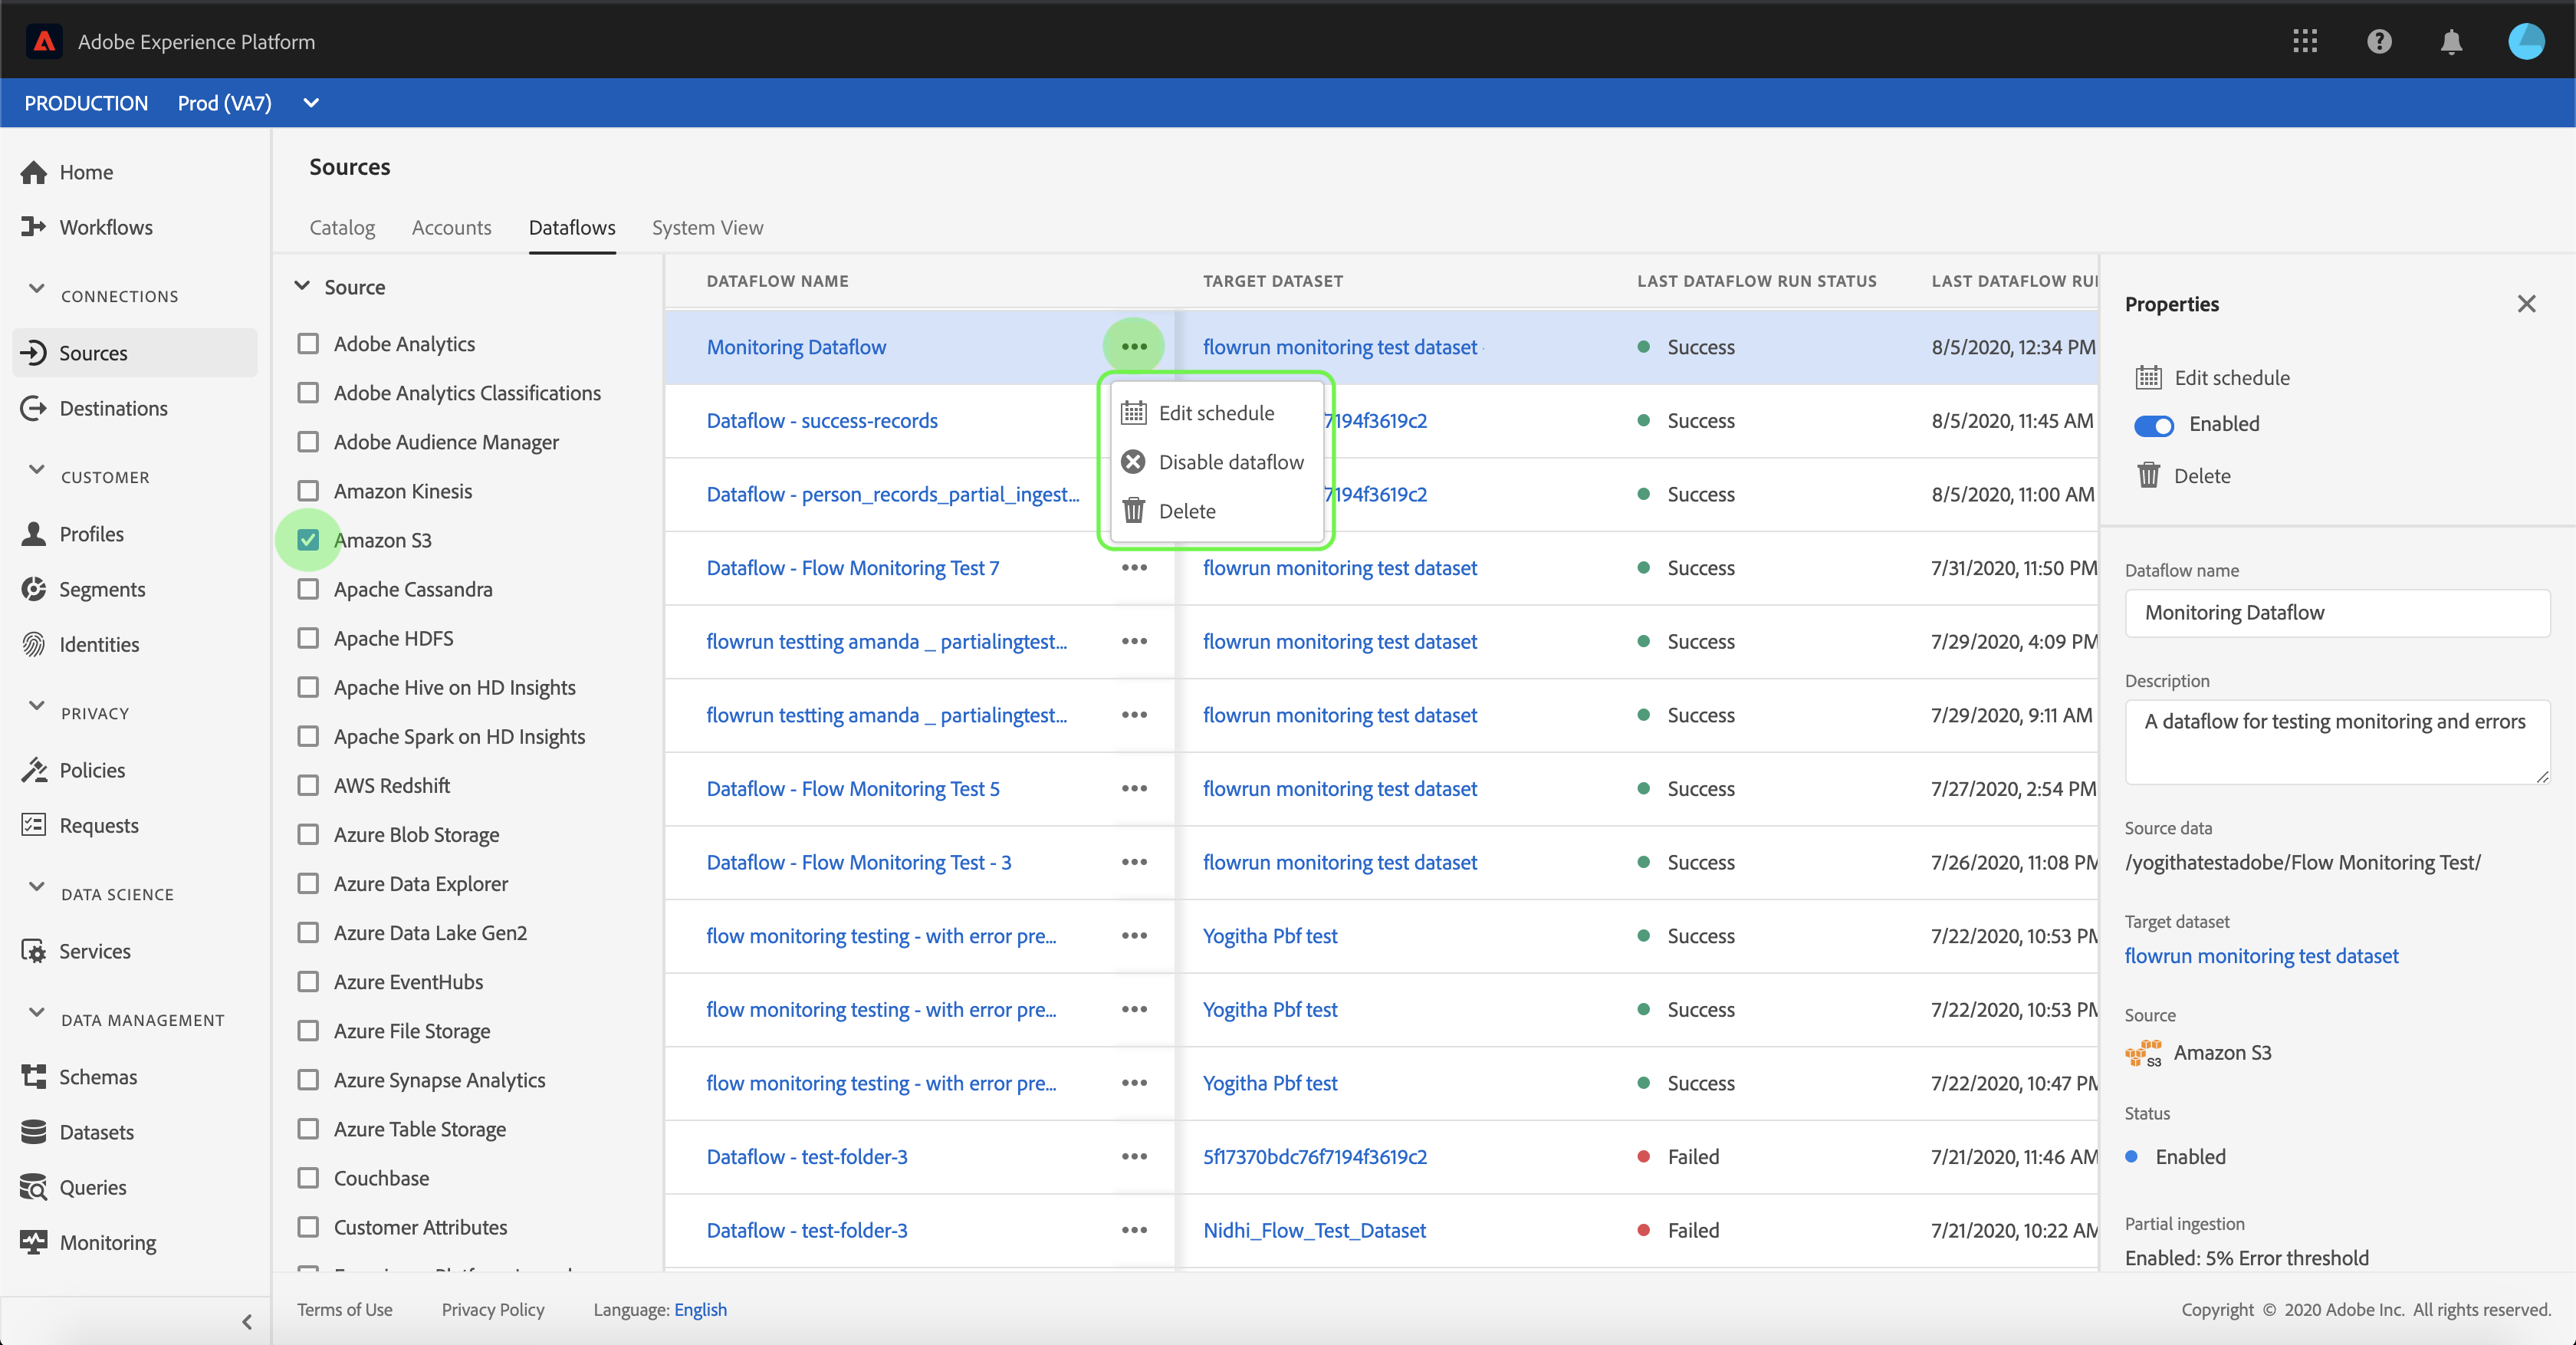 Adobe Experience Platform
PRODUCTION Prod (VA7)
Home
Workflows
CONNECTIONS
Sources
Destinations
CUSTOMER
Profiles
Segments
Identities
PRIVACY
Policies
Requests
DATA SCIENCE
Services
DATA MANAGEMENT
Schemas
Datasets
Queries
Monitoring
Sources
Catalog Accounts Dataflows System View
Source
Adobe Analytics
Adobe Analytics Classifications
Adobe Audience Manager
Amazon Kinesis
Amazon S3
Apache Cassandra
Apache HDFS
Apache Hive on HD Insights
Apache Spark on HD Insights
AWS Redshift
Azure Blob Storage
Azure Data Explorer
Azure Data Lake Gen2
Azure EventHubs
Azure File Storage
Azure Synapse Analytics
Azure Table Storage
Couchbase
Customer Attributes
DATAFLOW NAME TARGET DATASET LAST DATAFLOW RUN STATUS LAST DATAFLOW RU
Monitoring Dataflow ••• flowrun monitoring test dataset Success 8/5/2020, 12:34 PM
Dataflow - success-records 7194f3619c2 Success 8/5/2020, 11:45 AM
Dataflow - person_records_partial_ingest... 7194f3619c2 Success 8/5/2020, 11:00 AM
Edit schedule
Disable dataflow
Delete
Dataflow - Flow Monitoring Test 7 ••• flowrun monitoring test dataset Success 7/31/2020, 11:50 PM
flowrun testting amanda _ partialingtest... ••• flowrun monitoring test dataset Success 7/29/2020, 4:09 PM
flowrun testting amanda _ partialingtest... ••• flowrun monitoring test dataset Success 7/29/2020, 9:11 AM
Dataflow - Flow Monitoring Test 5 ••• flowrun monitoring test dataset Success 7/27/2020, 2:54 PM
Dataflow - Flow Monitoring Test - 3 ••• flowrun monitoring test dataset Success 7/26/2020, 11:08 PM
flow monitoring testing - with error pre... ••• Yogitha Pbf test Success 7/22/2020, 10:53 PM
flow monitoring testing - with error pre... ••• Yogitha Pbf test Success 7/22/2020, 10:53 PM
flow monitoring testing - with error pre... ••• Yogitha Pbf test Success 7/22/2020, 10:47 PM
Dataflow - test-folder-3 ••• 5f17370bdc76f7194f3619c2 Failed 7/21/2020, 11:46 AM
Dataflow - test-folder-3 ••• Nidhi_Flow_Test_Dataset Failed 7/21/2020, 10:22 AM
Properties
Edit schedule
Enabled
Delete
Dataflow name
Monitoring Dataflow
Description
A dataflow for testing monitoring and errors
Source data
/yogithatestadobe/Flow Monitoring Test/
Target dataset
flowrun monitoring test dataset
Source
S3 Amazon S3
Status
Enabled
Partial ingestion
Enabled: 5% Error threshold
Terms of Use Privacy Policy Language: English Copyright © 2020 Adobe Inc. All rights reserved.